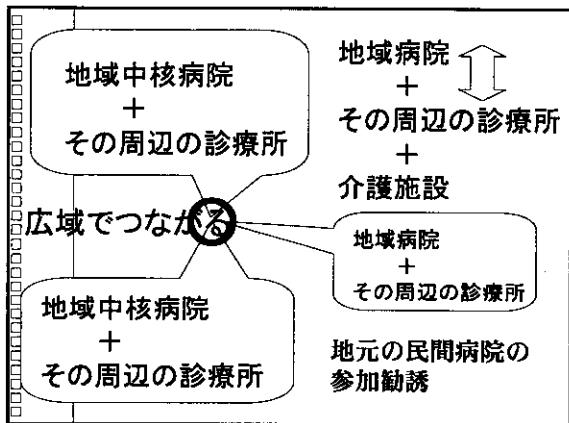 地域中核病院
+
その周辺の診療所
地域病院
+
その周辺の診療所
+
介護施設
広域でつながる
地域病院
+
その周辺の診療所
地域中核病院
+
その周辺の診療所
地元の民間病院の
参加勧誘